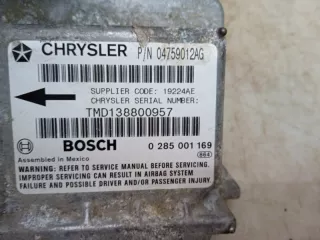 CHRYSLER P/N 04759012AG
SUPPLIER CODE: 19224AE
CHRYSLER SERIAL NUMBER:
TMD138800957
BOSCH 0 285 001 169
Assembled in Mexico
WARNING: REFER TO SERVICE MANUAL BEFORE SERVICING.
IMPROPER SERVICING CAN RESULT IN AIRBAG SYSTEM
FAILURE AND POSSIBLE DRIVER AND/OR PASSENGER INJURY